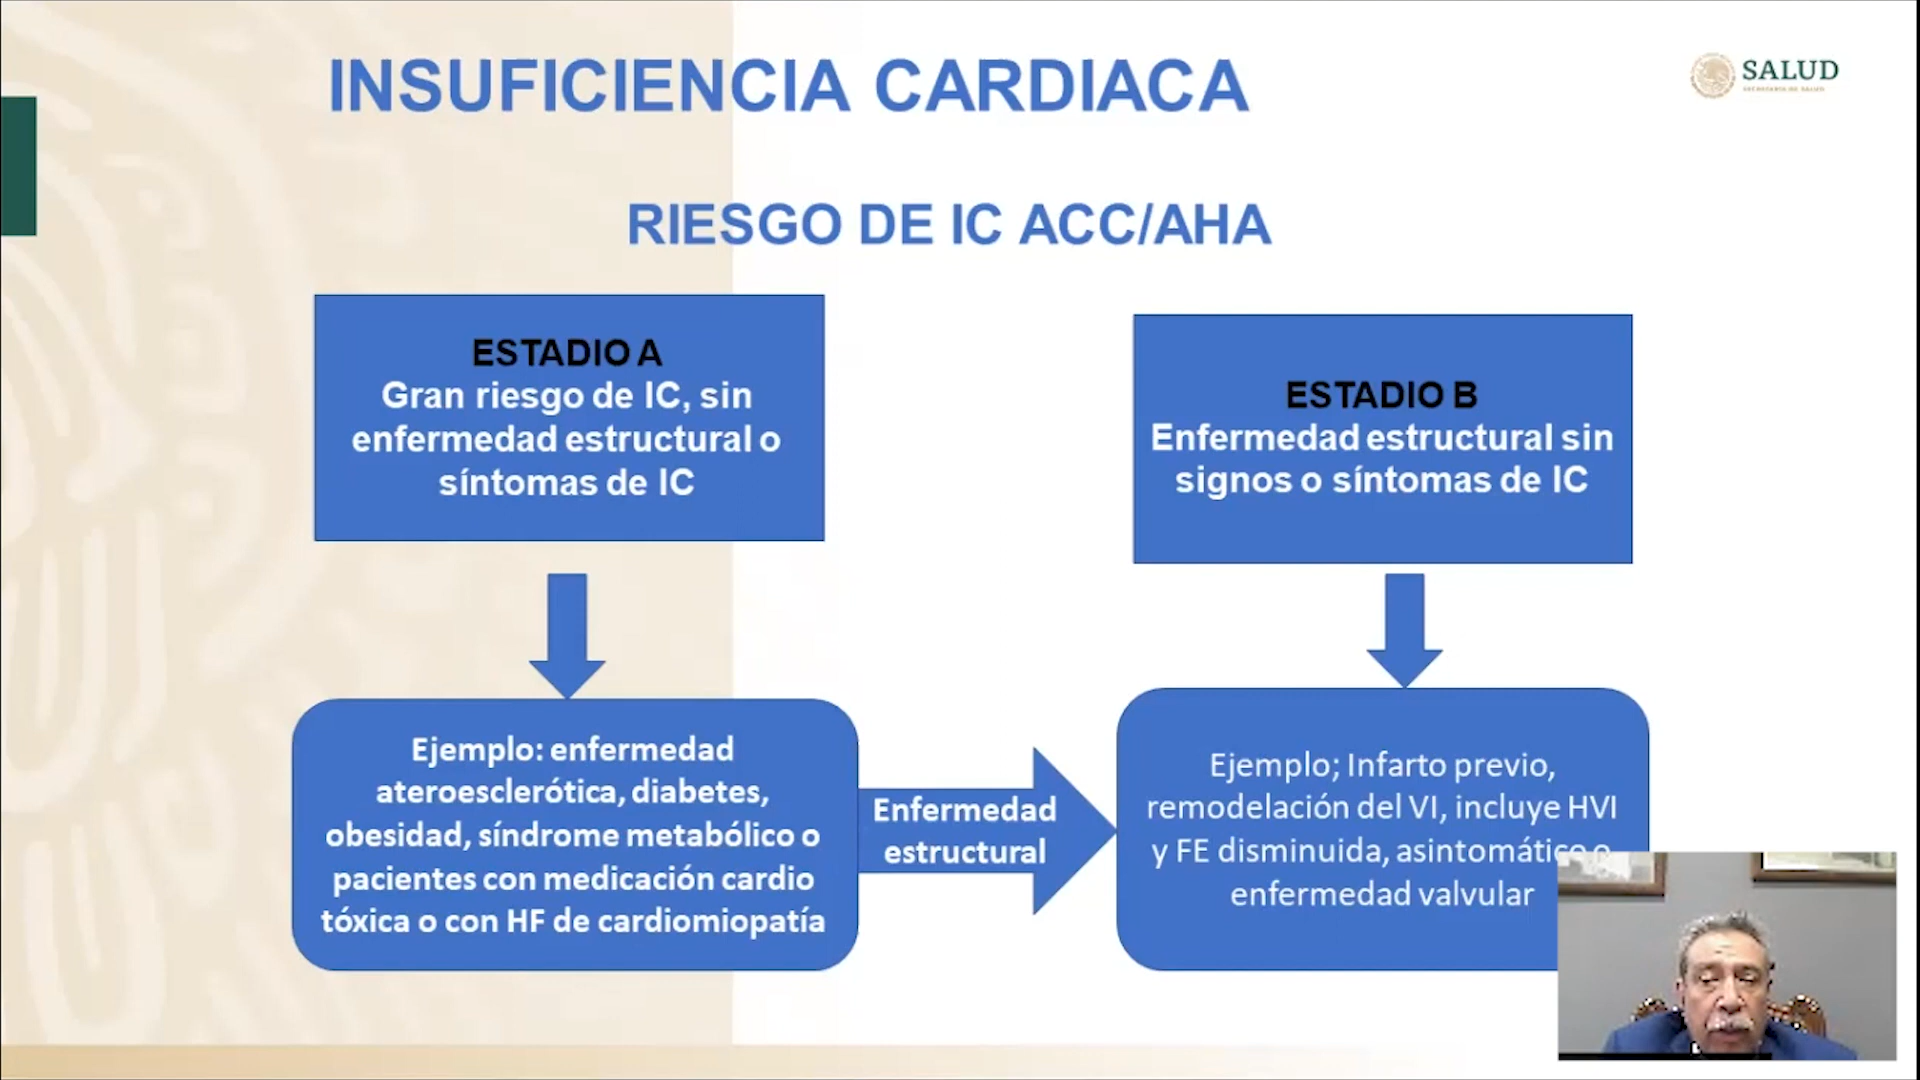 INSUFICIENCIA CARDIACA
SALUD
SECRETARÍA DE SALUD
RIESGO DE IC ACC/AHA
ESTADIO A
Gran riesgo de IC, sin
enfermedad estructural o
síntomas de IC
ESTADIO B
Enfermedad estructural sin
signos o síntomas de IC
Ejemplo: enfermedad
ateroesclerótica, diabetes,
obesidad, síndrome metabólico o
pacientes con medicación cardio
tóxica o con HF de cardiomiopatía
Enfermedad
estructural
Ejemplo; Infarto previo,
remodelación del VI, incluye HVI
y FE disminuida, asintomático o
enfermedad valvular